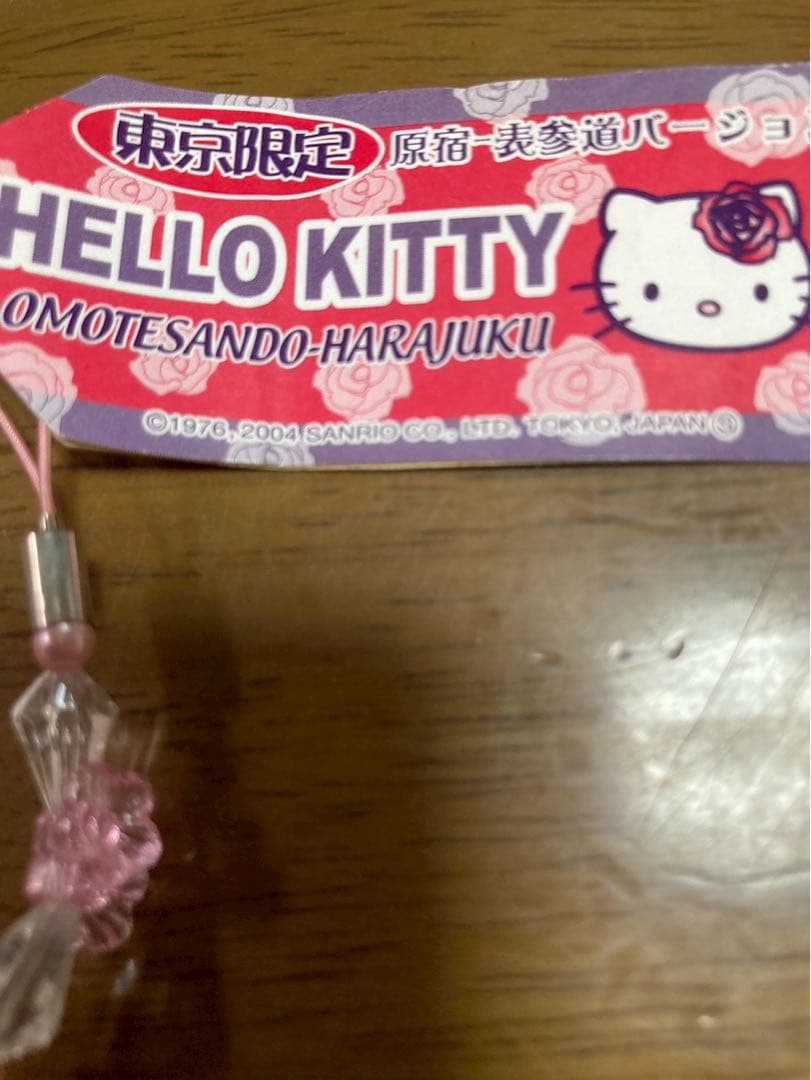 東京限定 原宿-表参道バージョ
HELLO KITTY
OMOTESANDO-HARAJUKU
©1976, 2004 SANRIO CO., LTD. TOKYO, JAPAN